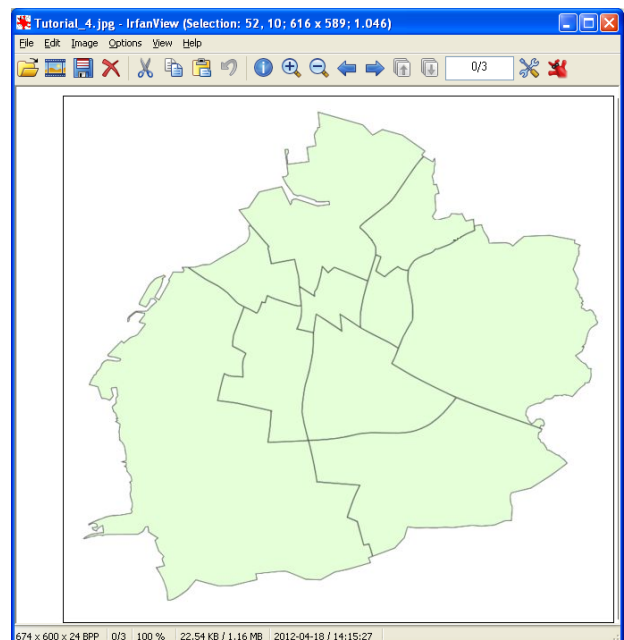 Tutorial_4.jpg - IrfanView (Selection: 52, 10; 616 x 589; 1.046)
File Edit Image Options View Help
0/3
674 x 600 x 24 BPP 0/3 100 % 22.54 KB / 1.16 MB 2012-04-18 / 14:15:27